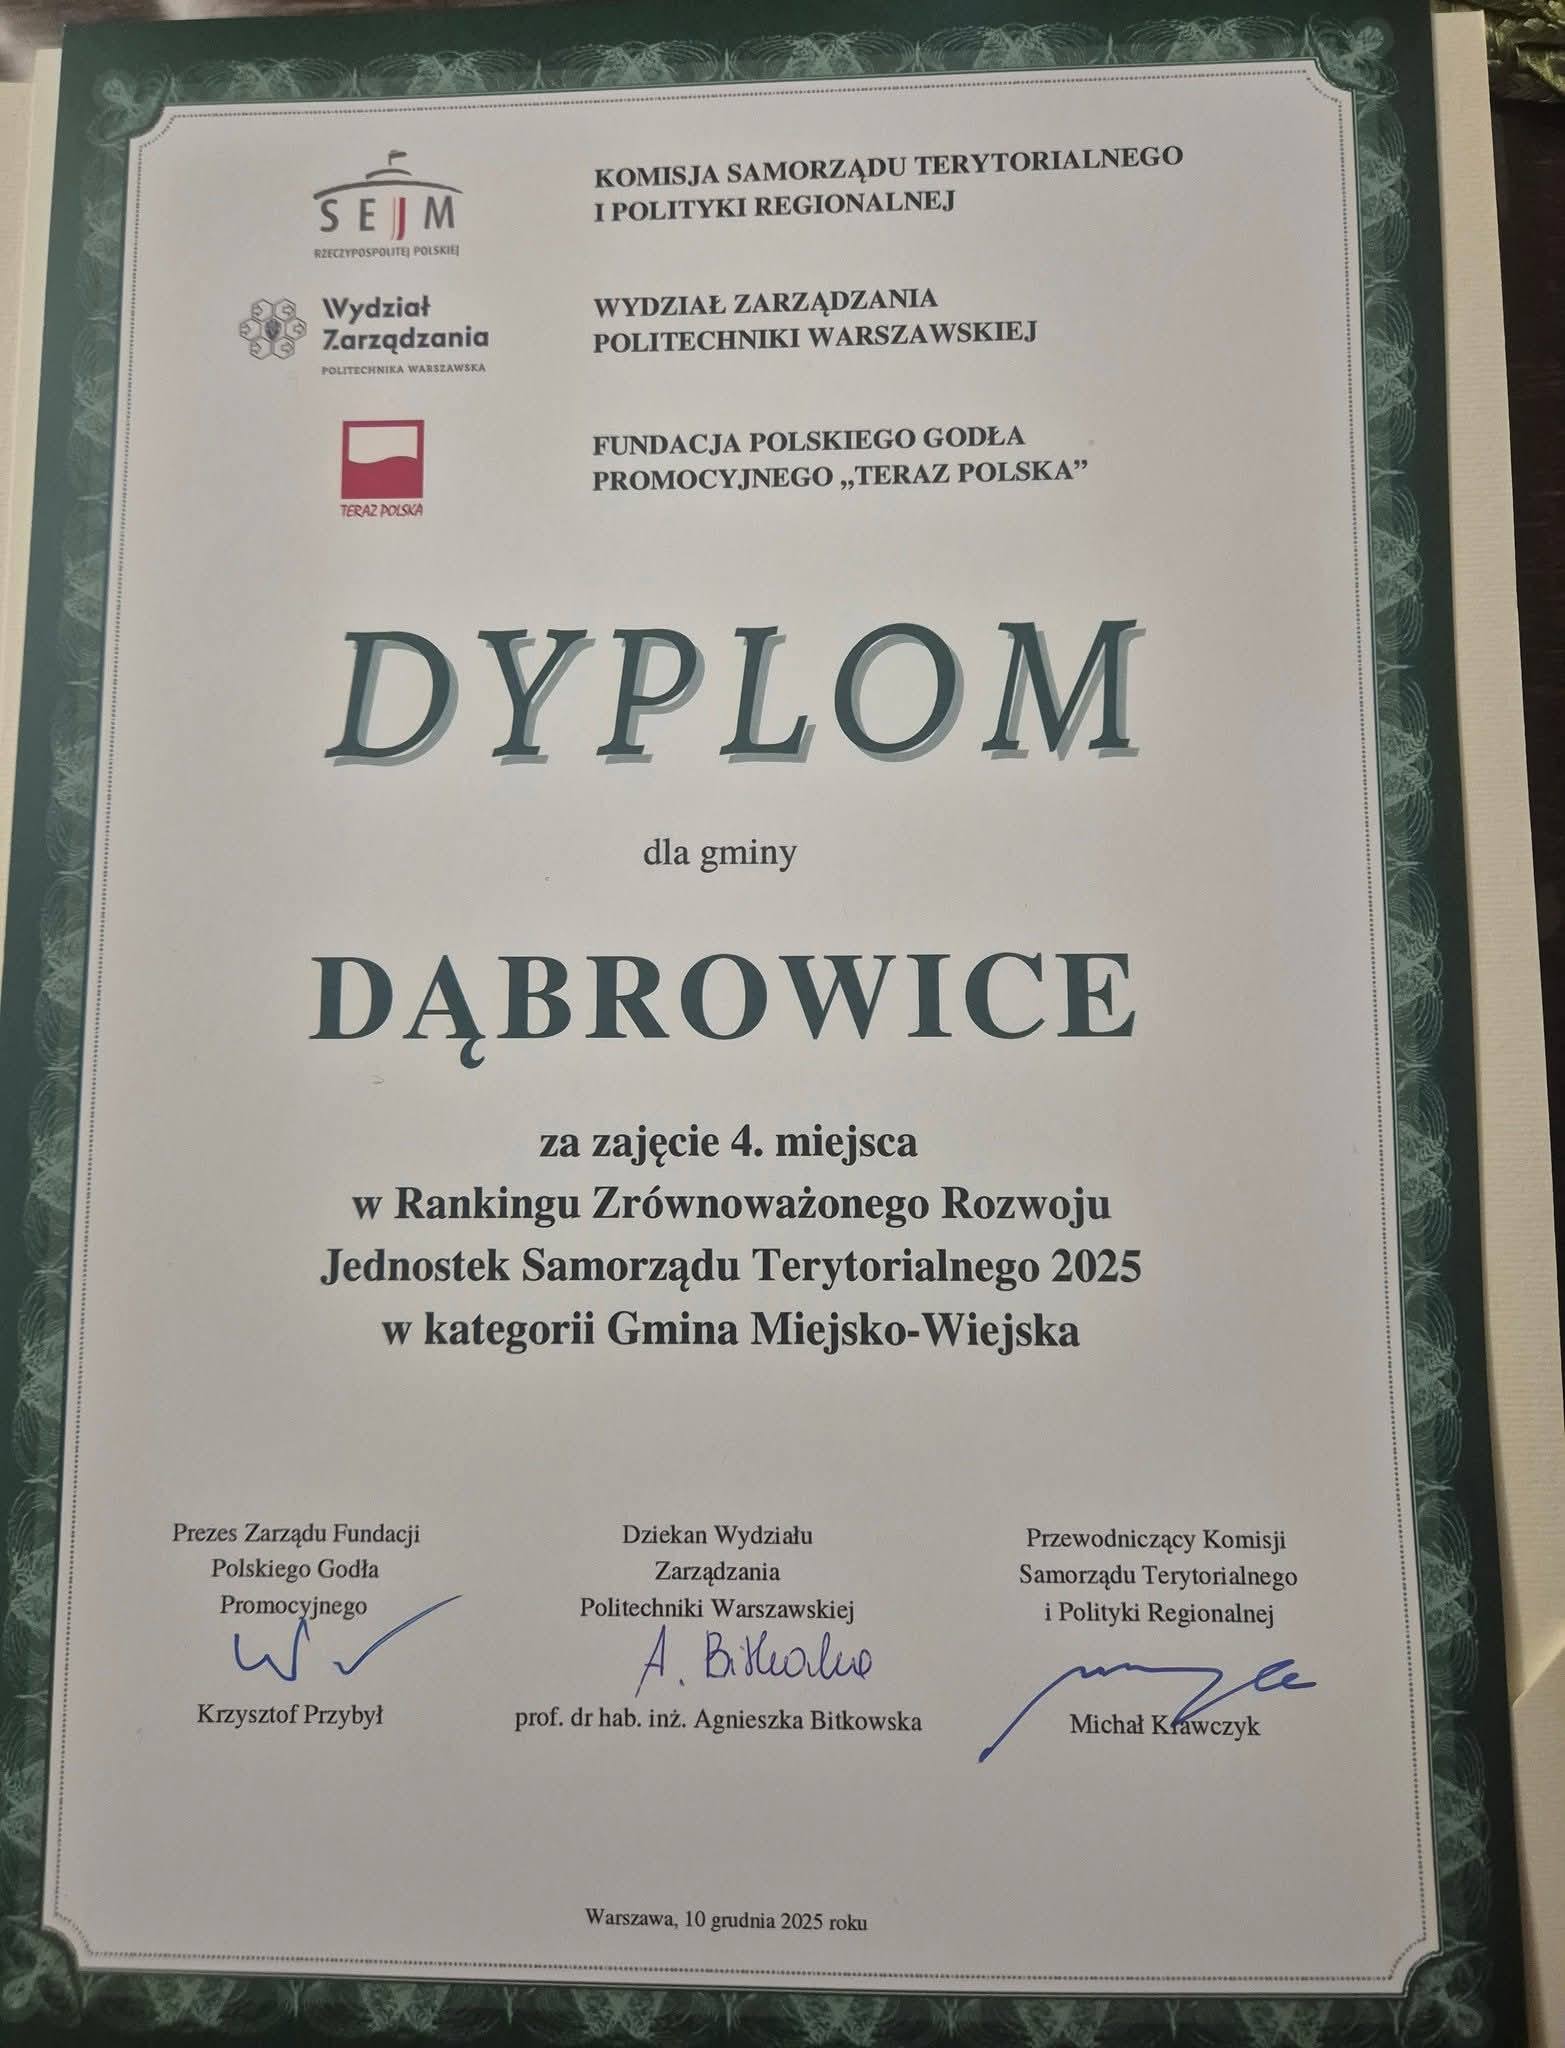 SEJM
RZECZYPOSPOLITEJ POLSKIEJ
KOMISJA SAMORZĄDU TERYTORIALNEGO
I POLITYKI REGIONALNEJ
Wydział
Zarządzania
POLITECHNIKA WARSZAWSKA
WYDZIAŁ ZARZĄDZANIA
POLITECHNIKI WARSZAWSKIEJ
TERAZ POLSKA
FUNDACJA POLSKIEGO GODŁA
PROMOCYJNEGO „TERAZ POLSKA”
DYPLOM
dla gminy
DĄBROWICE
za zajęcie 4. miejsca
w Rankingu Zrównoważonego Rozwoju
Jednostek Samorządu Terytorialnego 2025
w kategorii Gmina Miejsko-Wiejska
Prezes Zarządu Fundacji
Polskiego Godła
Promocyjnego
Krzysztof Przybył
Dziekan Wydziału
Zarządzania
Politechniki Warszawskiej
A. Bitkowska
prof. dr hab. inż. Agnieszka Bitkowska
Przewodniczący Komisji
Samorządu Terytorialnego
i Polityki Regionalnej
Michał Krawczyk
Warszawa, 10 grudnia 2025 roku